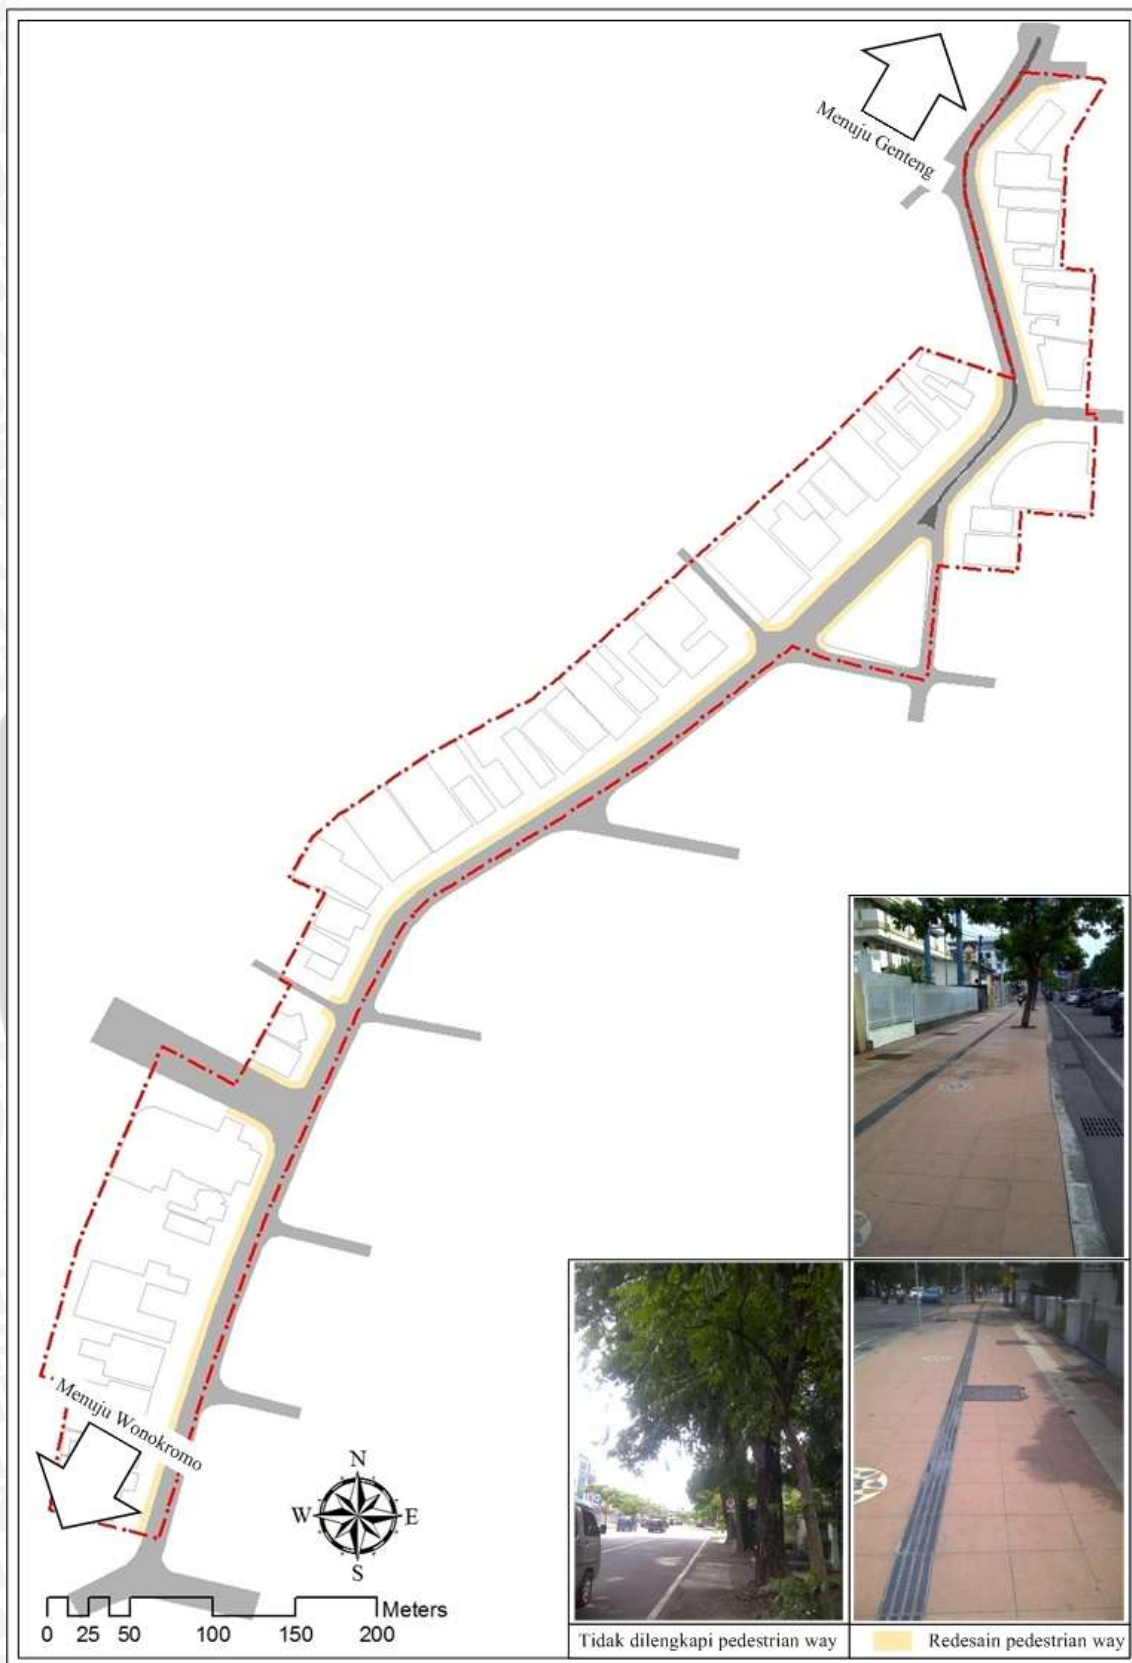 Menuju Genteng
Menuju Wonokromo
N
W
E
S
Meters
0 25 50 100 150 200
Tidak dilengkapi pedestrian way
Redesain pedestrian way